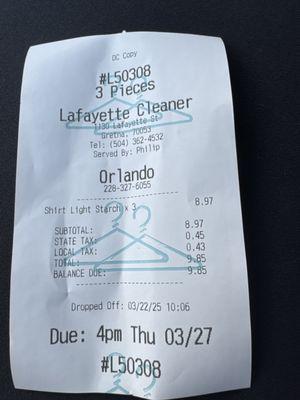 DC Copy
#L50308
3 Pieces
Lafayette Cleaner
1130 Lafayette St
Gretna, 70053
Tel: (504) 362-4532
Served By: Philip
Orlando
228-327-6055
Shirt Light Starch x 3 8.97
SUBTOTAL: 8.97
STATE TAX: 0.45
LOCAL TAX: 0.43
TOTAL: 9.85
BALANCE DUE: 9.85
Dropped Off: 03/22/25 10:06
Due: 4pm Thu 03/27
#L50308